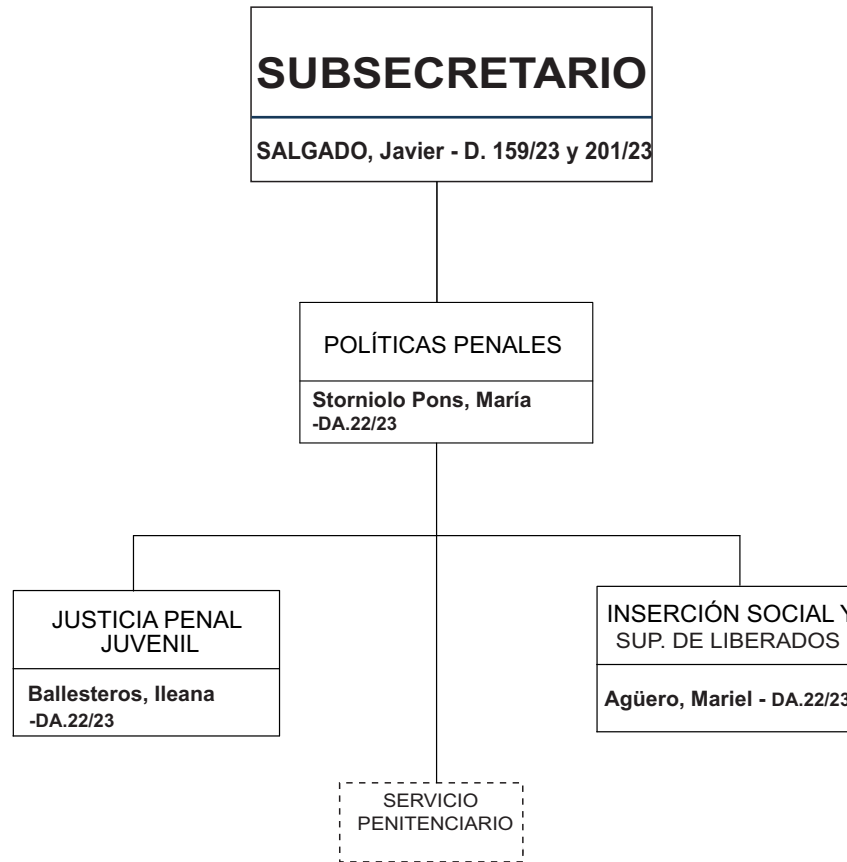 SUBSECRETARIO
SALGADO, Javier - D. 159/23 y 201/23
POLÍTICAS PENALES
Storniolo Pons, María
-DA.22/23
JUSTICIA PENAL
JUVENIL
Ballesteros, Ileana
-DA.22/23
INSERCIÓN SOCIAL Y
SUP. DE LIBERADOS
Agüero, Mariel - DA.22/23
SERVICIO
PENITENCIARIO